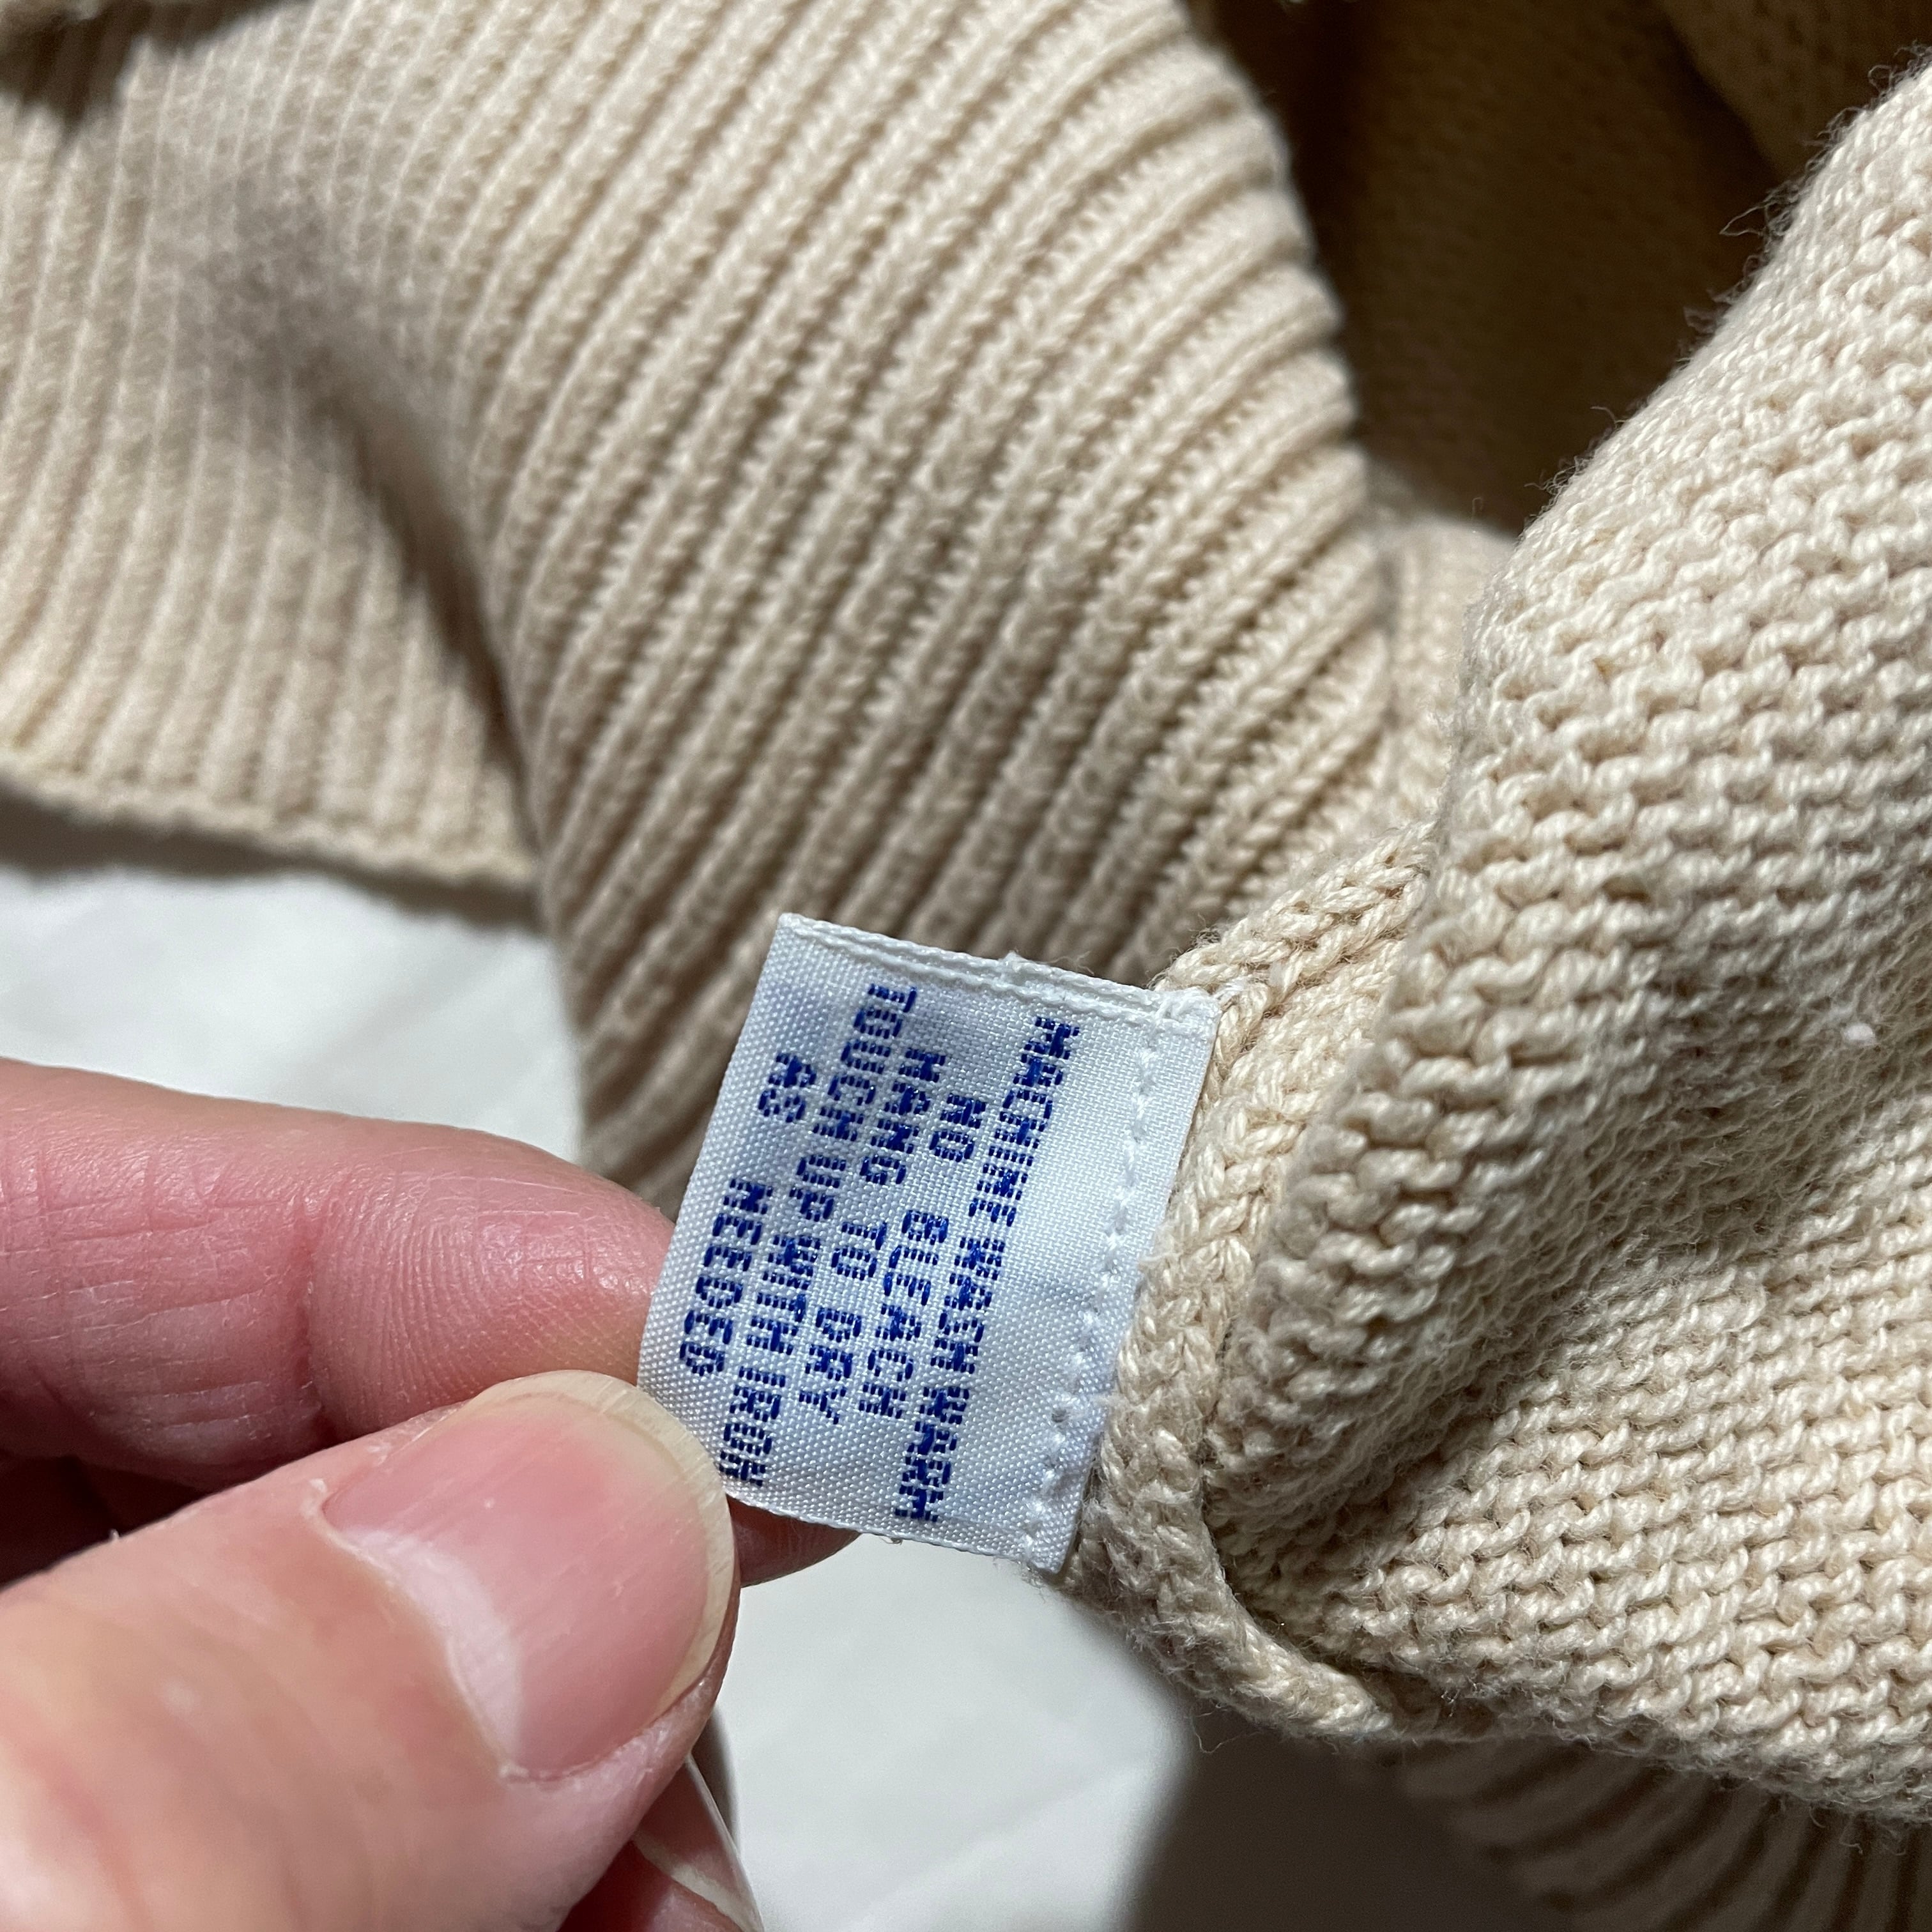 MACHINE WASH WARM
NO BLEACH
HANG TO DRY
TOUCH UP WITH IRON
AS NEEDED